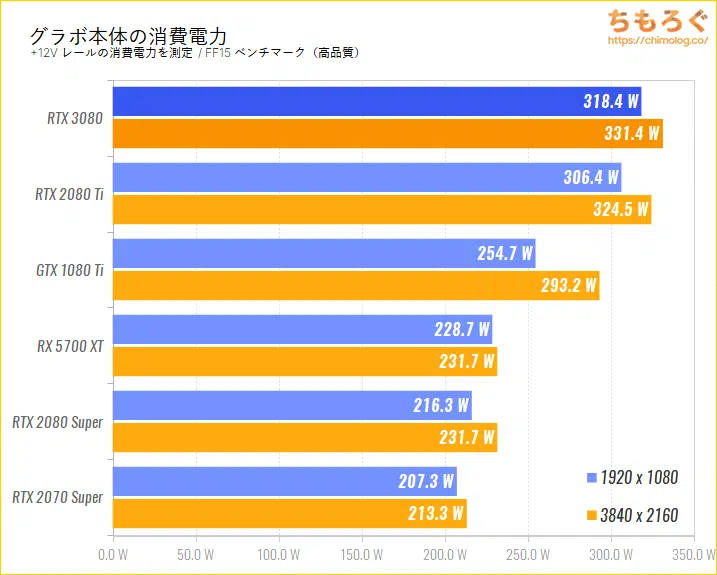 グラボ本体の消費電力
+12V レールの消費電力を測定 / FF15 ベンチマーク（高品質）
ちもろぐ
https://chimolog.co/
RTX 3080
318.4 W
331.4 W
RTX 2080 Ti
306.4 W
324.5 W
GTX 1080 Ti
254.7 W
293.2 W
RX 5700 XT
228.7 W
231.7 W
RTX 2080 Super
216.3 W
231.7 W
RTX 2070 Super
207.3 W
213.3 W
1920 x 1080
3840 x 2160
0.0 W 50.0 W 100.0 W 150.0 W 200.0 W 250.0 W 300.0 W 350.0 W